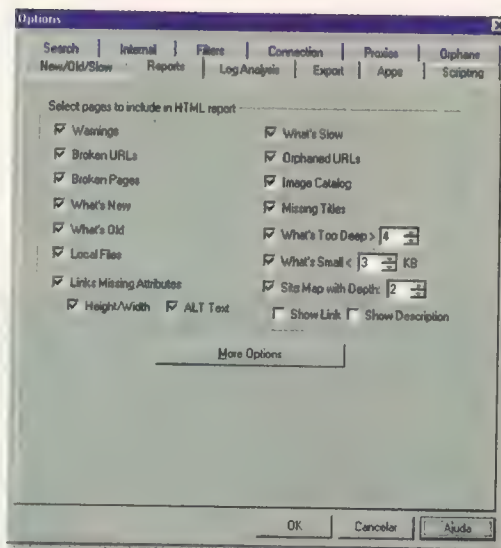 Options
Search Internal Filters Connection Proxies Orphans
New/Old/Slow Reports Log Analysis Export Apps Scripting
Select pages to include in HTML report
Warnings
Broken URLs
Broken Pages
What's New
What's Old
Local Files
Links Missing Attributes
Height/Width ALT Text
What's Slow
Orphaned URLs
Image Catalog
Missing Titles
What's Too Deep > 4
What's Small < 3 KB
Site Map with Depth: 2
Show Link Show Description
More Options
OK Cancelar Ajuda